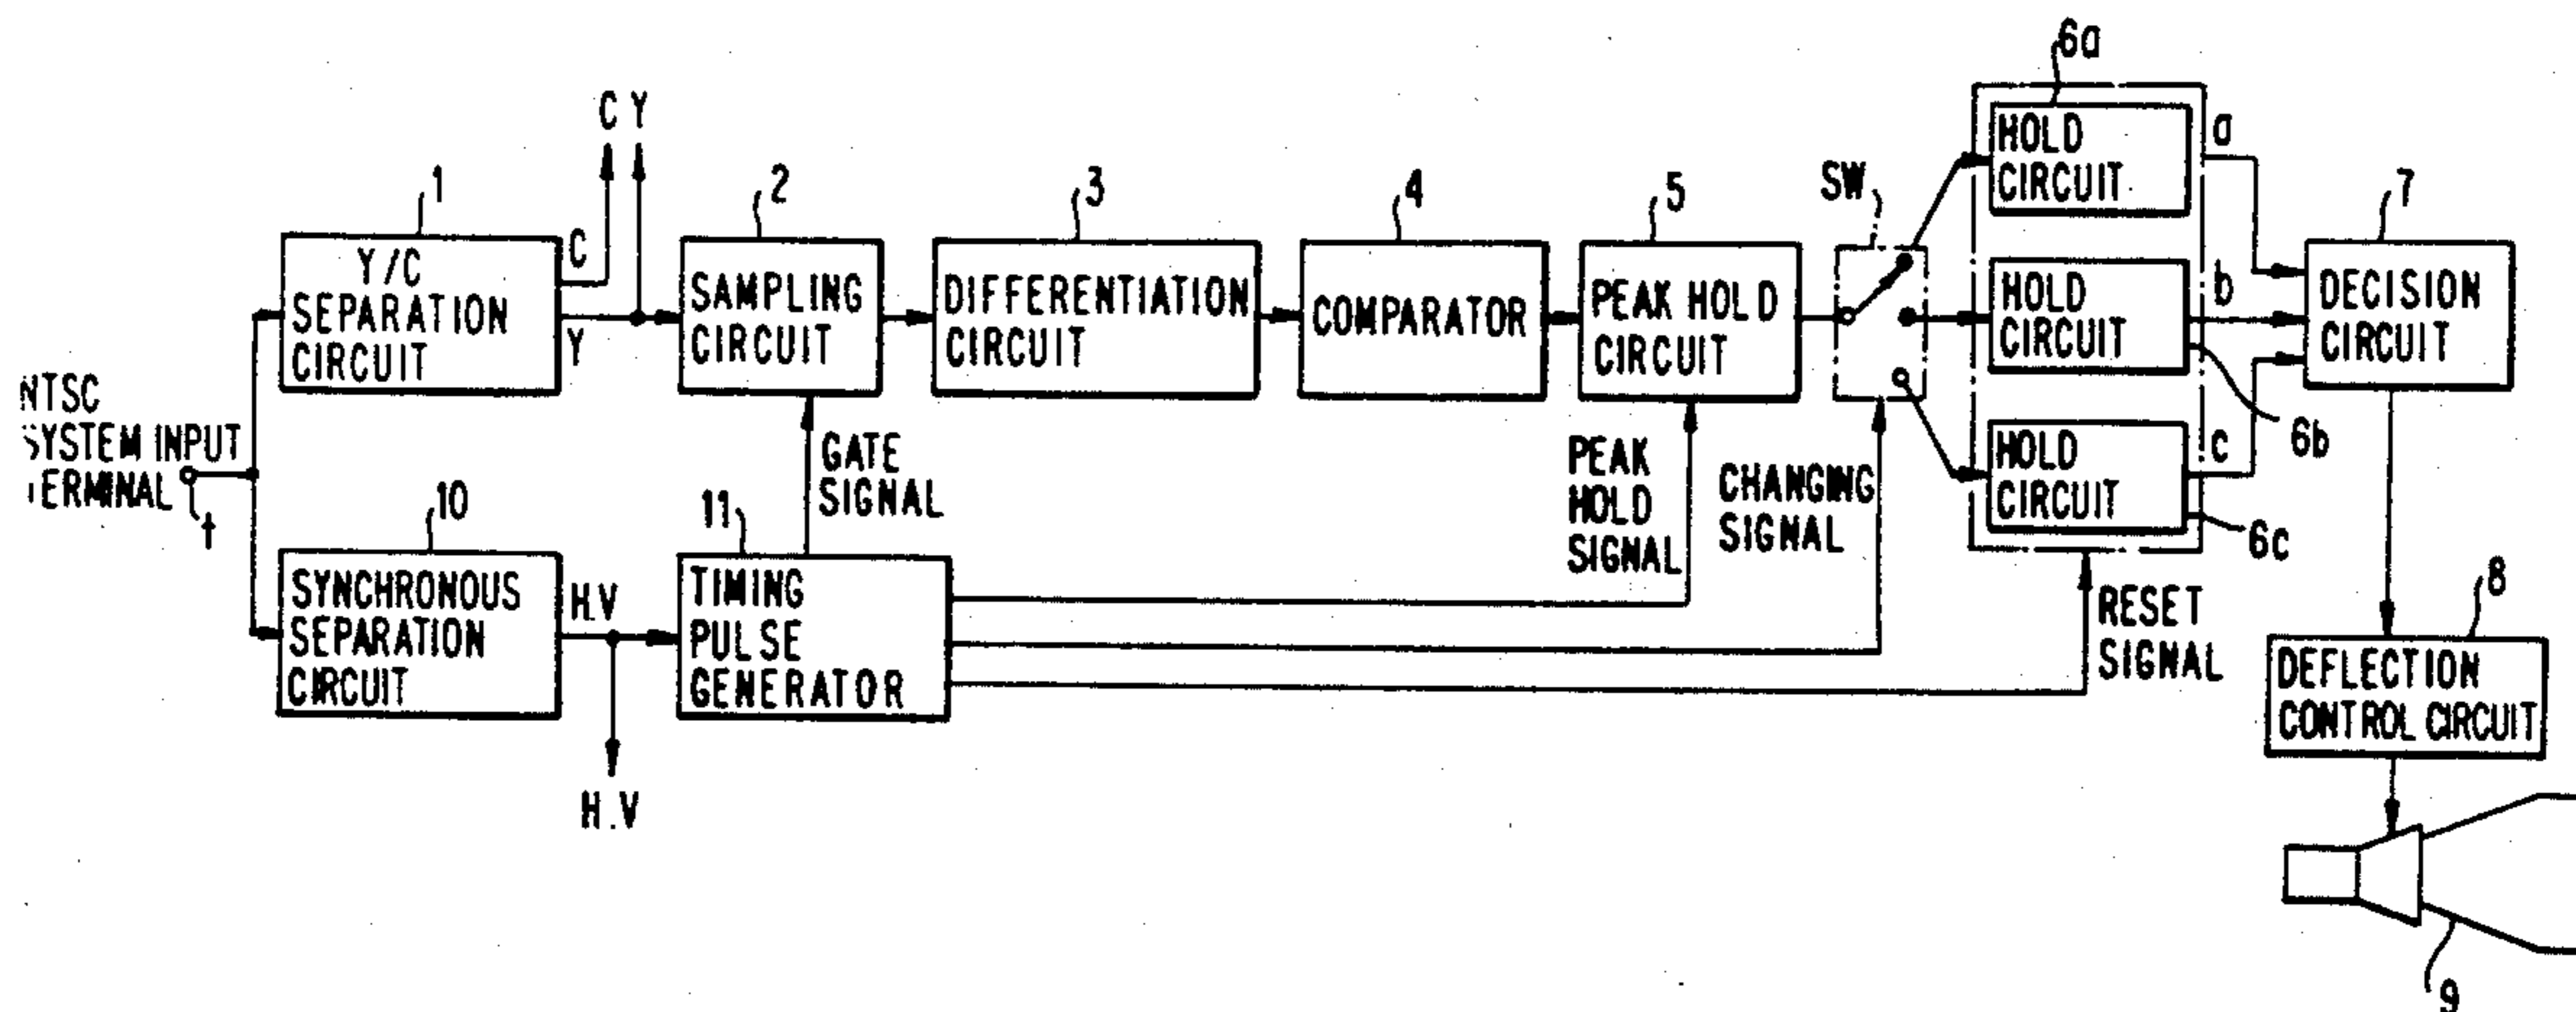 6a
C Y
HOLD
CIRCUIT
a
1
2
3
4
5
SW
7
Y/C
SEPARATION
CIRCUIT
C
Y
SAMPLING
CIRCUIT
DIFFERENTIATION
CIRCUIT
COMPARATOR
PEAK HOLD
CIRCUIT
HOLD
CIRCUIT
b
DECISION
CIRCUIT
NTSC
SYSTEM INPUT
TERMINAL
t
GATE
SIGNAL
PEAK
HOLD
SIGNAL
CHANGING
SIGNAL
HOLD
CIRCUIT
c
6b
6c
10
11
SYNCHRONOUS
SEPARATION
CIRCUIT
H.V
TIMING
PULSE
GENERATOR
RESET
SIGNAL
8
DEFLECTION
CONTROL CIRCUIT
H.V
9